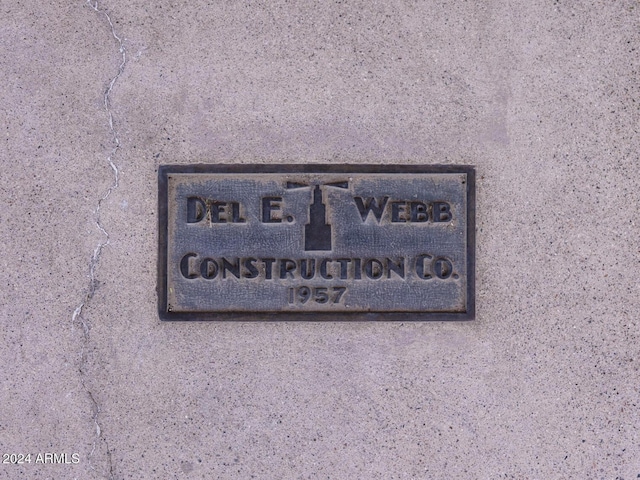 DEL E. WEBB
CONSTRUCTION CO.
1957
© 2024 ARMLS